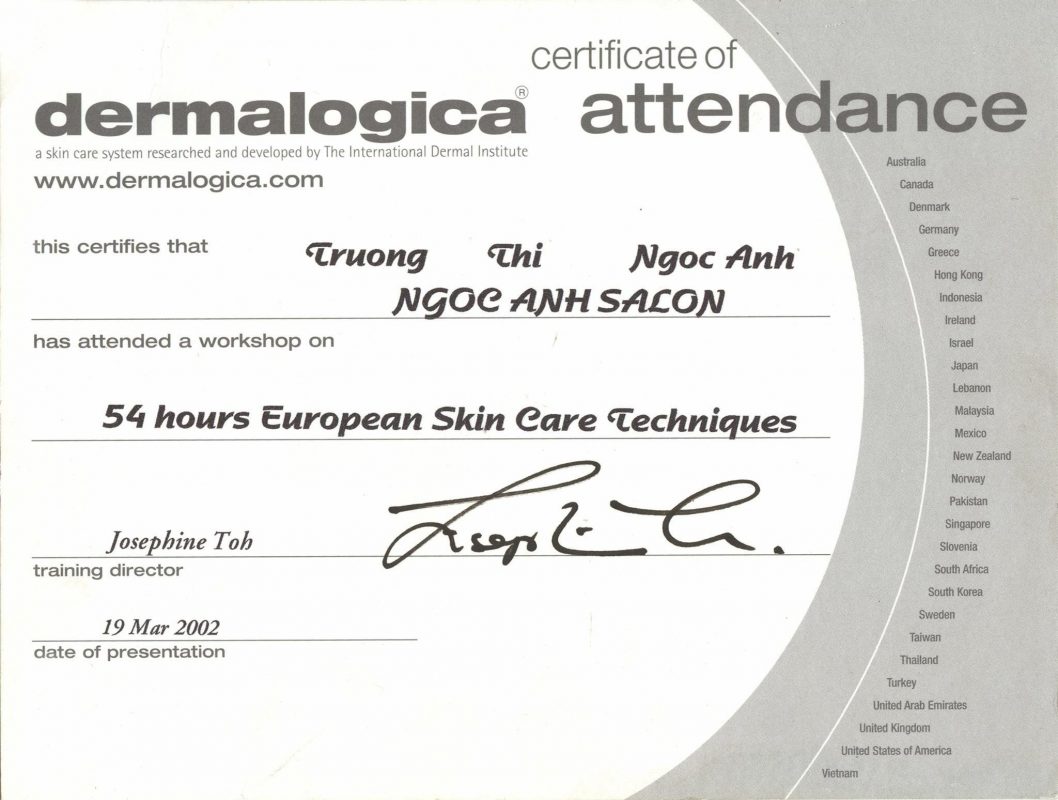 certificate of
attendance
dermalogica®
a skin care system researched and developed by The International Dermal Institute
www.dermalogica.com
this certifies that Truong Thi Ngoc Anh
NGOC ANH SALON
has attended a workshop on
54 hours European Skin Care Techniques
Josephine Toh
training director
19 Mar 2002
date of presentation
Australia
Canada
Denmark
Germany
Greece
Hong Kong
Indonesia
Ireland
Israel
Japan
Lebanon
Malaysia
Mexico
New Zealand
Norway
Pakistan
Singapore
Slovenia
South Africa
South Korea
Sweden
Taiwan
Thailand
Turkey
United Arab Emirates
United Kingdom
United States of America
Vietnam